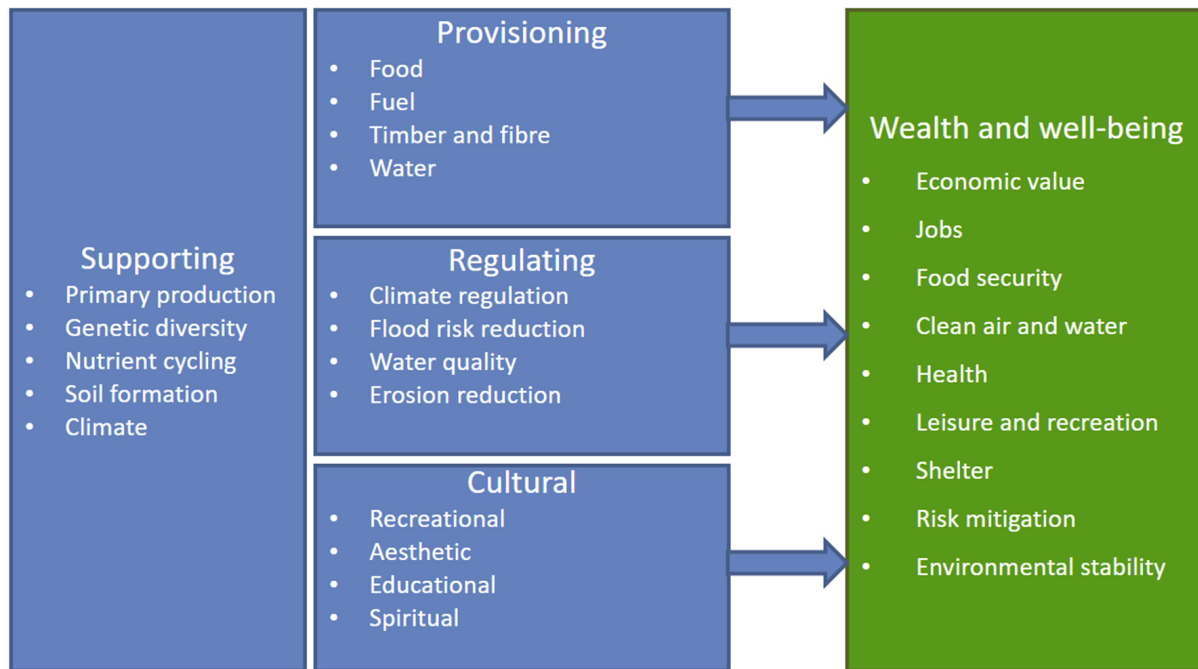 Supporting
• Primary production
• Genetic diversity
• Nutrient cycling
• Soil formation
• Climate
Provisioning
• Food
• Fuel
• Timber and fibre
• Water
Regulating
• Climate regulation
• Flood risk reduction
• Water quality
• Erosion reduction
Cultural
• Recreational
• Aesthetic
• Educational
• Spiritual
Wealth and well-being
• Economic value
• Jobs
• Food security
• Clean air and water
• Health
• Leisure and recreation
• Shelter
• Risk mitigation
• Environmental stability